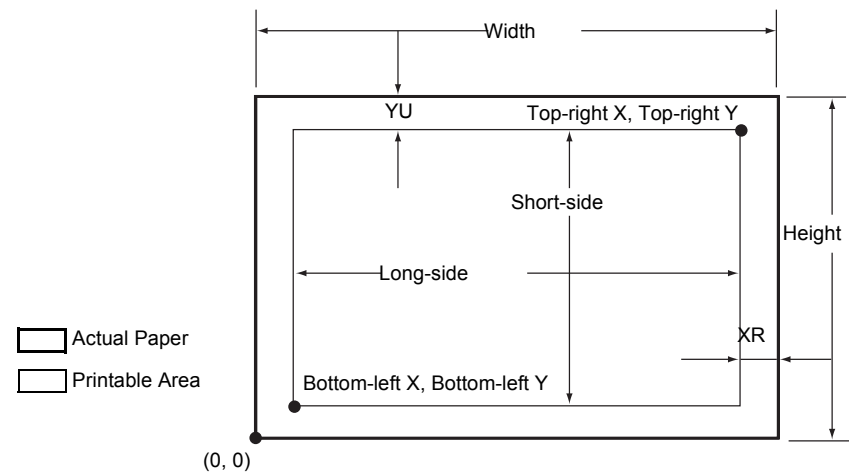 Width
YU
Top-right X, Top-right Y
Short-side
Height
Long-side
XR
Actual Paper
Printable Area
Bottom-left X, Bottom-left Y
(0, 0)